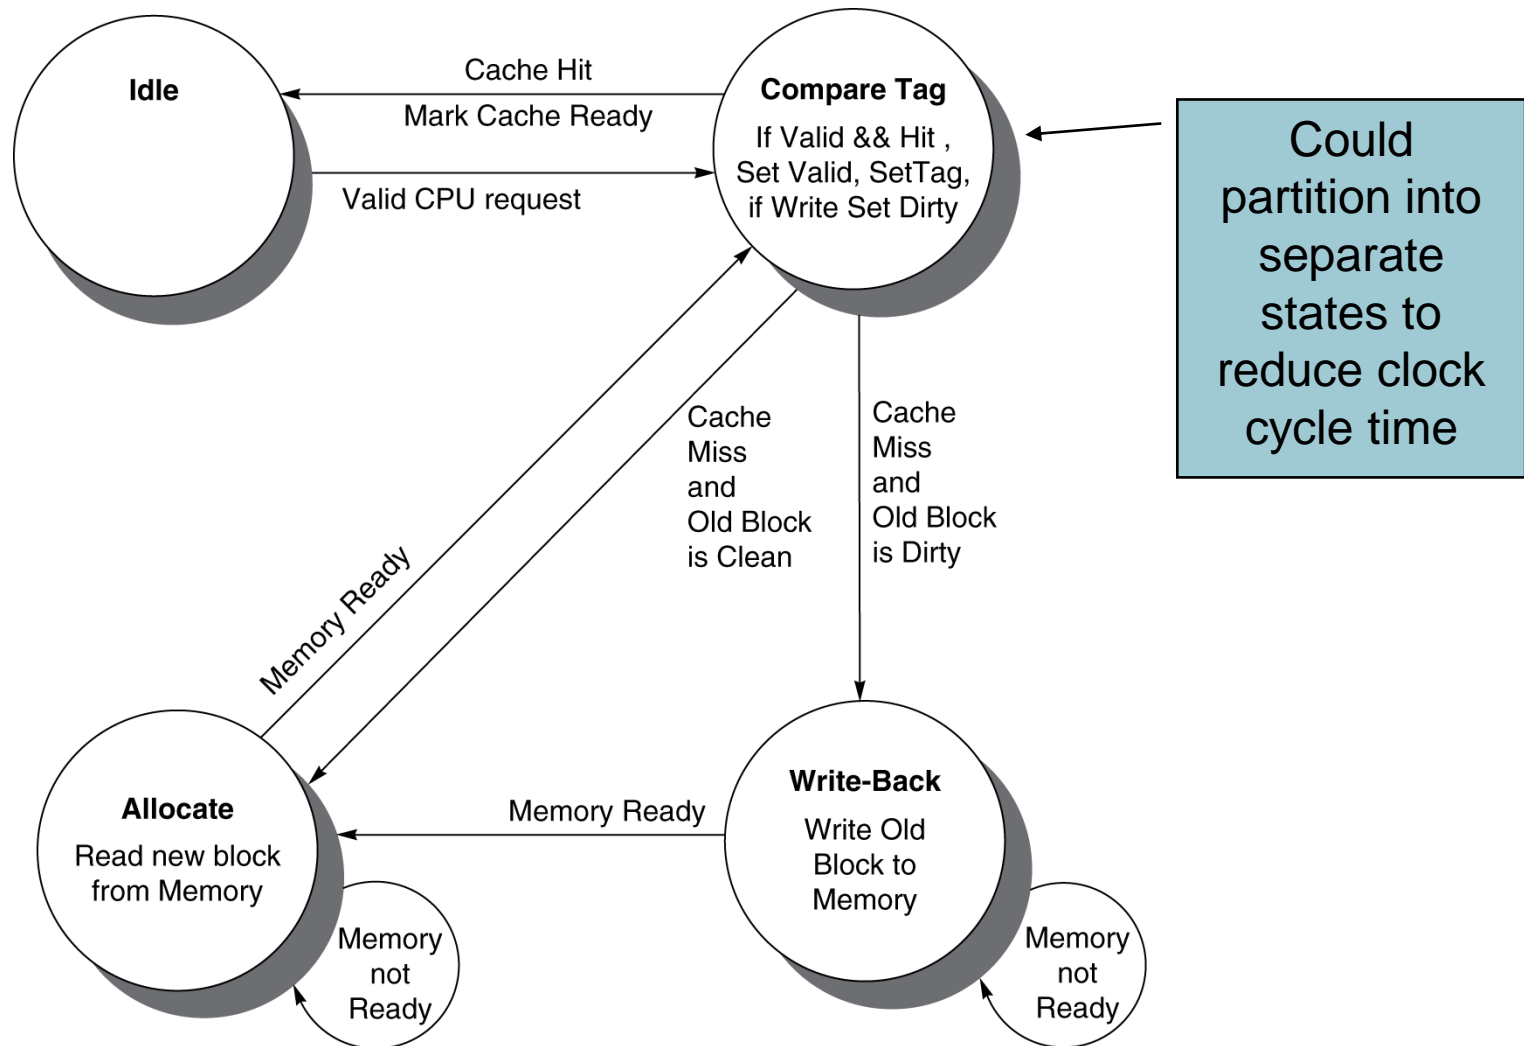 Idle
Cache Hit
Mark Cache Ready
Valid CPU request
Compare Tag
If Valid && Hit ,
Set Valid, SetTag,
if Write Set Dirty
Could
partition into
separate
states to
reduce clock
cycle time
Cache
Miss
and
Old Block
is Clean
Cache
Miss
and
Old Block
is Dirty
Memory Ready
Allocate
Read new block
from Memory
Memory Ready
Write-Back
Write Old
Block to
Memory
Memory
not
Ready
Memory
not
Ready